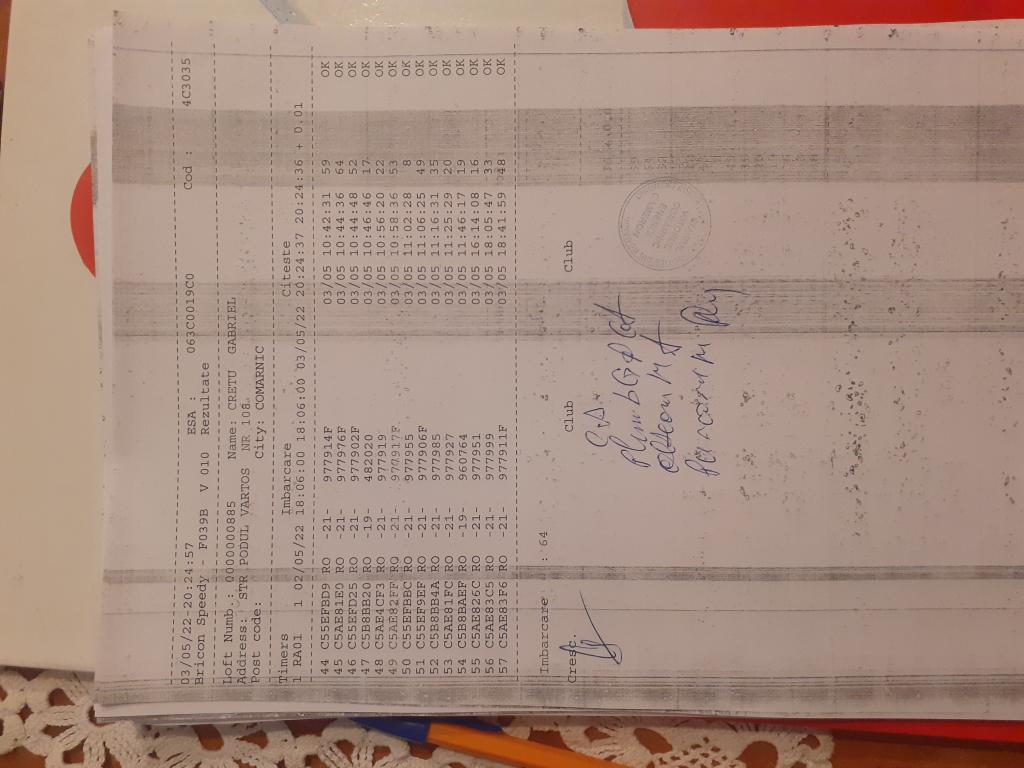 03/05/22-20:24:57 ESA : 063C0019C0 Cod : 4C3035
Bricon Speedy - F039B V 010 Rezultate
Loft Numb.: 0000000885 Name: CRETU GABRIEL
Address: STR PODUL VARTOS NR 108
Post code: City: COMARNIC
Timers Imbarcare Citeste
1 RA01 1 02/05/22 18:06:00 18:06:00 03/05/22 20:24:37 20:24:36 + 0.01
44 C55EFBD9 RO -21- 977914F 03/05 10:42:31 59 OK
45 C5AE81E0 RO -21- 977976F 03/05 10:44:36 64 OK
46 C55EFD25 RO -21- 977902F 03/05 10:44:48 52 OK
47 C5B8BB20 RO -19- 482020 03/05 10:46:46 17 OK
48 C5AE4CF3 RO -21- 977919 03/05 10:56:20 22 OK
49 C5AE82FF RO -21- 977917F 03/05 10:58:36 53 OK
50 C55EFBBC RO -21- 977955 03/05 11:02:28 8 OK
51 C55EF9EF RO -21- 977906F 03/05 11:06:25 49 OK
52 C5B8BB4A RO -21- 977985 03/05 11:16:31 35 OK
53 C5AE81FC RO -21- 977927 03/05 11:25:29 20 OK
54 C5B8BAEF RO -19- 960764 03/05 11:46:17 19 OK
55 C5AE826C RO -21- 977951 03/05 16:14:08 16 OK
56 C5AE83C5 RO -21- 977999 03/05 18:05:47 33 OK
57 C5AE83F6 RO -21- 977911F 03/05 18:41:59 48 OK
Imbarcare : 64
Cresc. Club Club